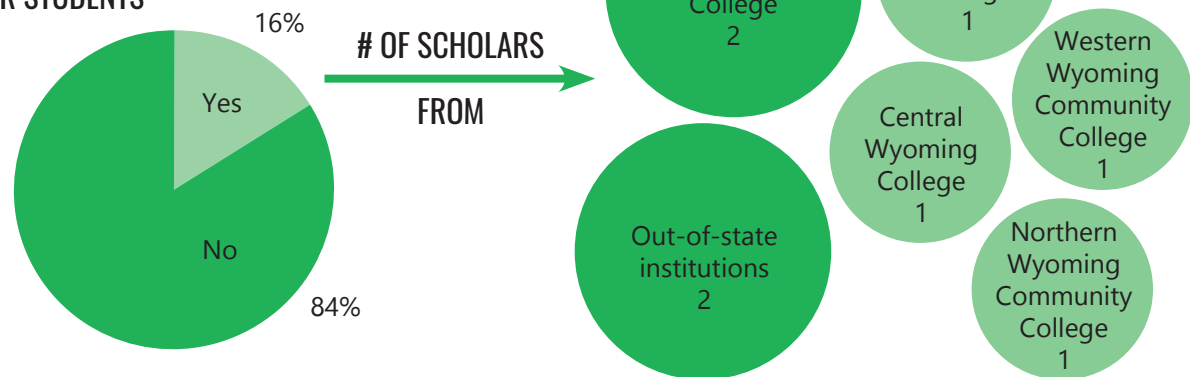 R STUDENTS
16%
Yes
No
84%
# OF SCHOLARS
FROM
College
2
1
Western
Wyoming
Community
College
1
Central
Wyoming
College
1
Out-of-state
institutions
2
Northern
Wyoming
Community
College
1